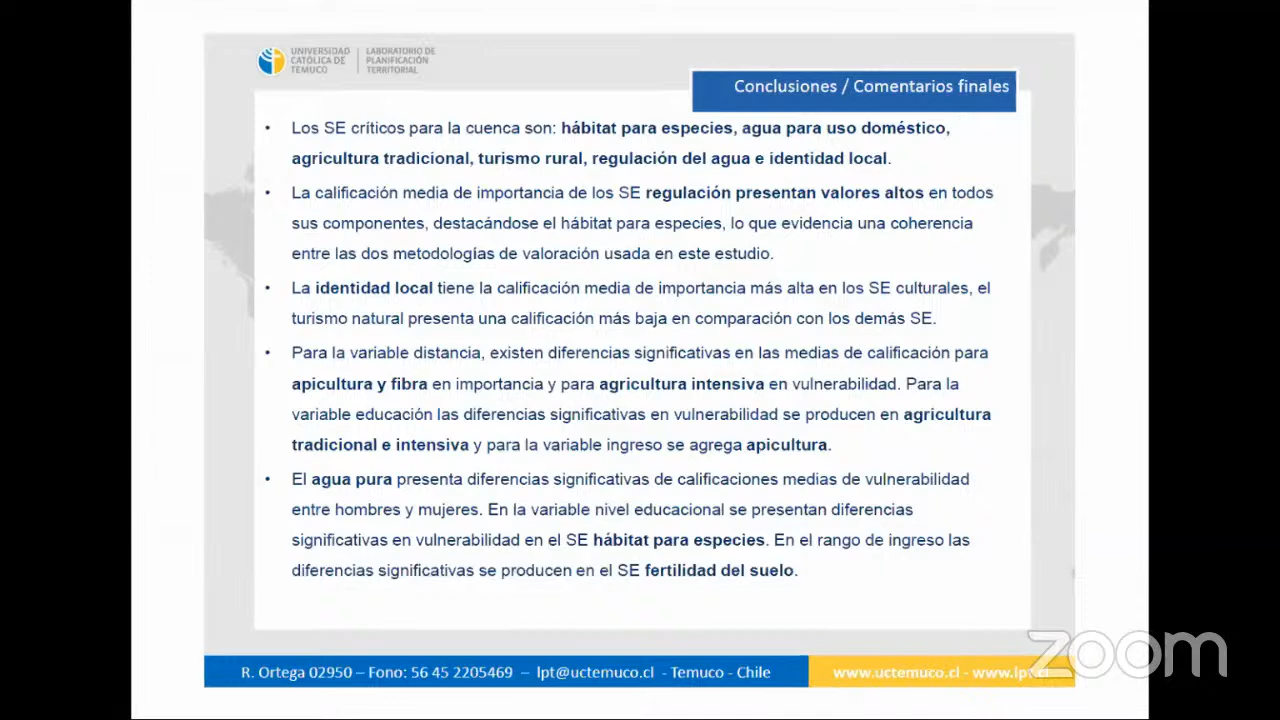 UNIVERSIDAD
CATÓLICA DE
TEMUCO
LABORATORIO DE
PLANIFICACIÓN
TERRITORIAL
Conclusiones / Comentarios finales
• Los SE críticos para la cuenca son: hábitat para especies, agua para uso doméstico,
agricultura tradicional, turismo rural, regulación del agua e identidad local.
• La calificación media de importancia de los SE regulación presentan valores altos en todos
sus componentes, destacándose el hábitat para especies, lo que evidencia una coherencia
entre las dos metodologías de valoración usada en este estudio.
• La identidad local tiene la calificación media de importancia más alta en los SE culturales, el
turismo natural presenta una calificación más baja en comparación con los demás SE.
• Para la variable distancia, existen diferencias significativas en las medias de calificación para
apicultura y fibra en importancia y para agricultura intensiva en vulnerabilidad. Para la
variable educación las diferencias significativas en vulnerabilidad se producen en agricultura
tradicional e intensiva y para la variable ingreso se agrega apicultura.
• El agua pura presenta diferencias significativas de calificaciones medias de vulnerabilidad
entre hombres y mujeres. En la variable nivel educacional se presentan diferencias
significativas en vulnerabilidad en el SE hábitat para especies. En el rango de ingreso las
diferencias significativas se producen en el SE fertilidad del suelo.
R. Ortega 02950 – Fono: 56 45 2205469 – lpt@uctemuco.cl - Temuco - Chile
www.uctemuco.cl - www.lpt.cl
zoom